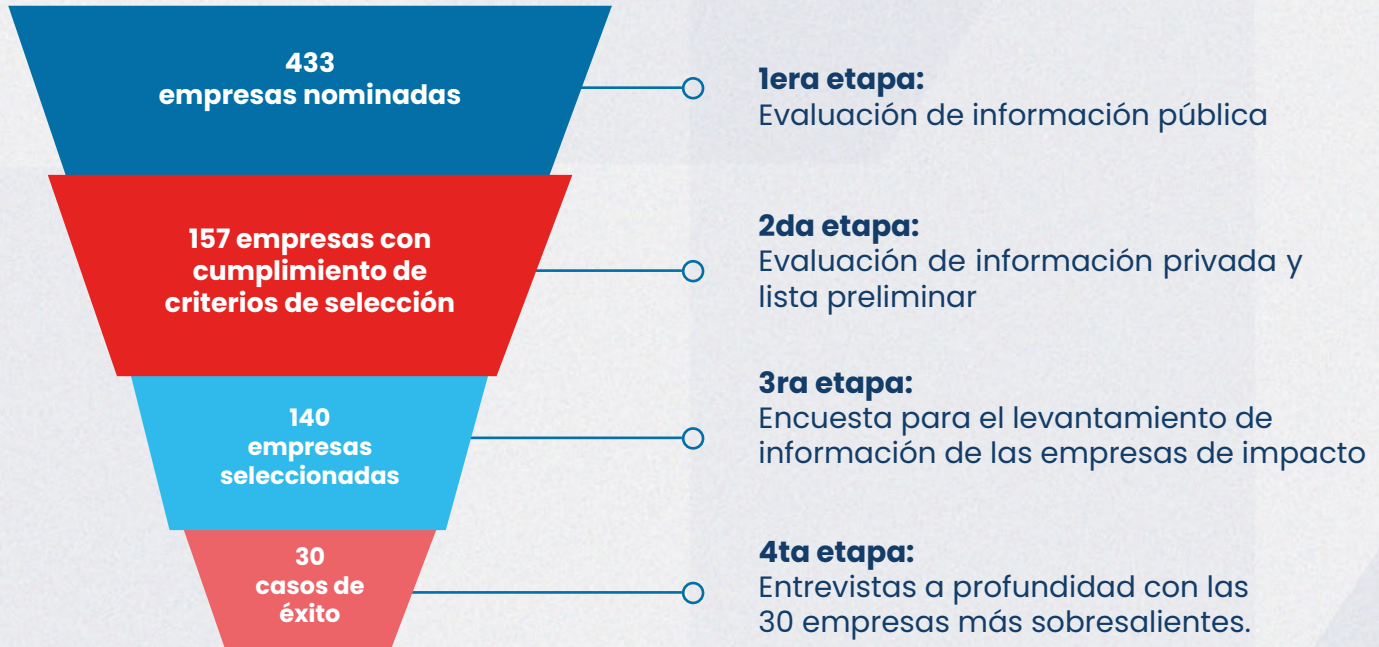 433
empresas nominadas
1era etapa:
Evaluación de información pública
157 empresas con
cumplimiento de
criterios de selección
2da etapa:
Evaluación de información privada y
lista preliminar
140
empresas
seleccionadas
3ra etapa:
Encuesta para el levantamiento de
información de las empresas de impacto
30
casos de
éxito
4ta etapa:
Entrevistas a profundidad con las
30 empresas más sobresalientes.